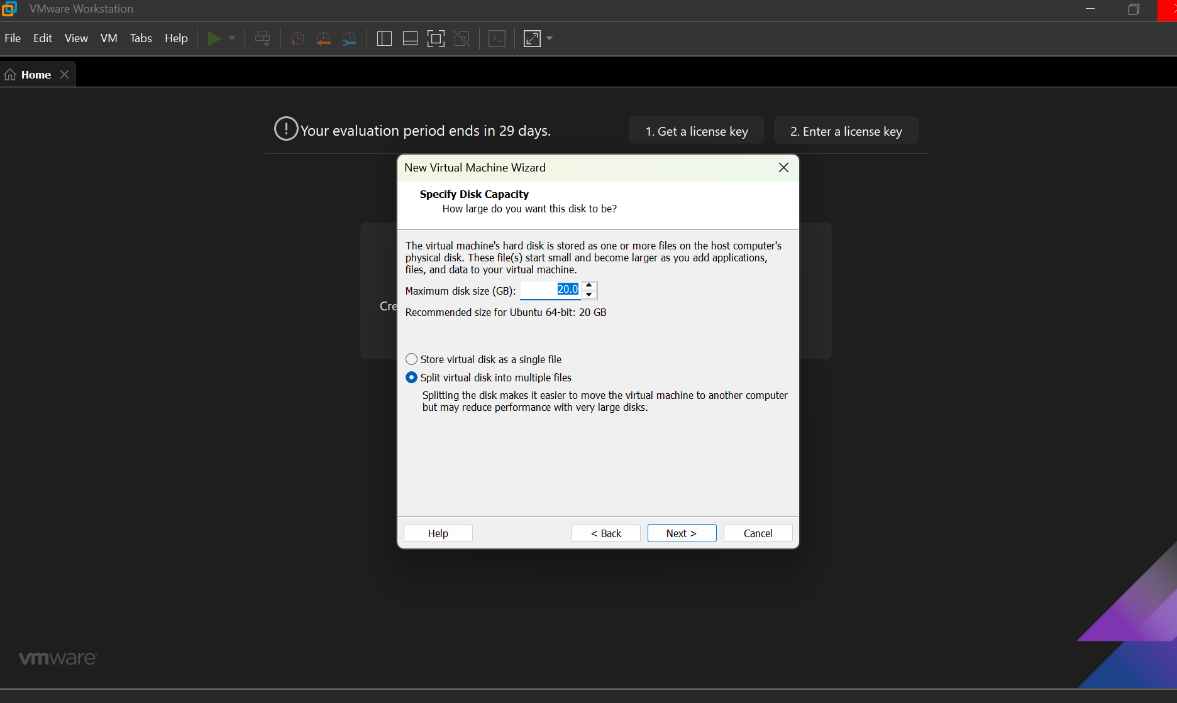 VMware Workstation
File Edit View VM Tabs Help
Home
Your evaluation period ends in 29 days.
1. Get a license key
2. Enter a license key
New Virtual Machine Wizard
Specify Disk Capacity
How large do you want this disk to be?
The virtual machine's hard disk is stored as one or more files on the host computer's
physical disk. These file(s) start small and become larger as you add applications,
files, and data to your virtual machine.
Maximum disk size (GB): 20.0
Cre
Recommended size for Ubuntu 64-bit: 20 GB
Store virtual disk as a single file
Split virtual disk into multiple files
Splitting the disk makes it easier to move the virtual machine to another computer
but may reduce performance with very large disks.
Help < Back Next > Cancel
vmware